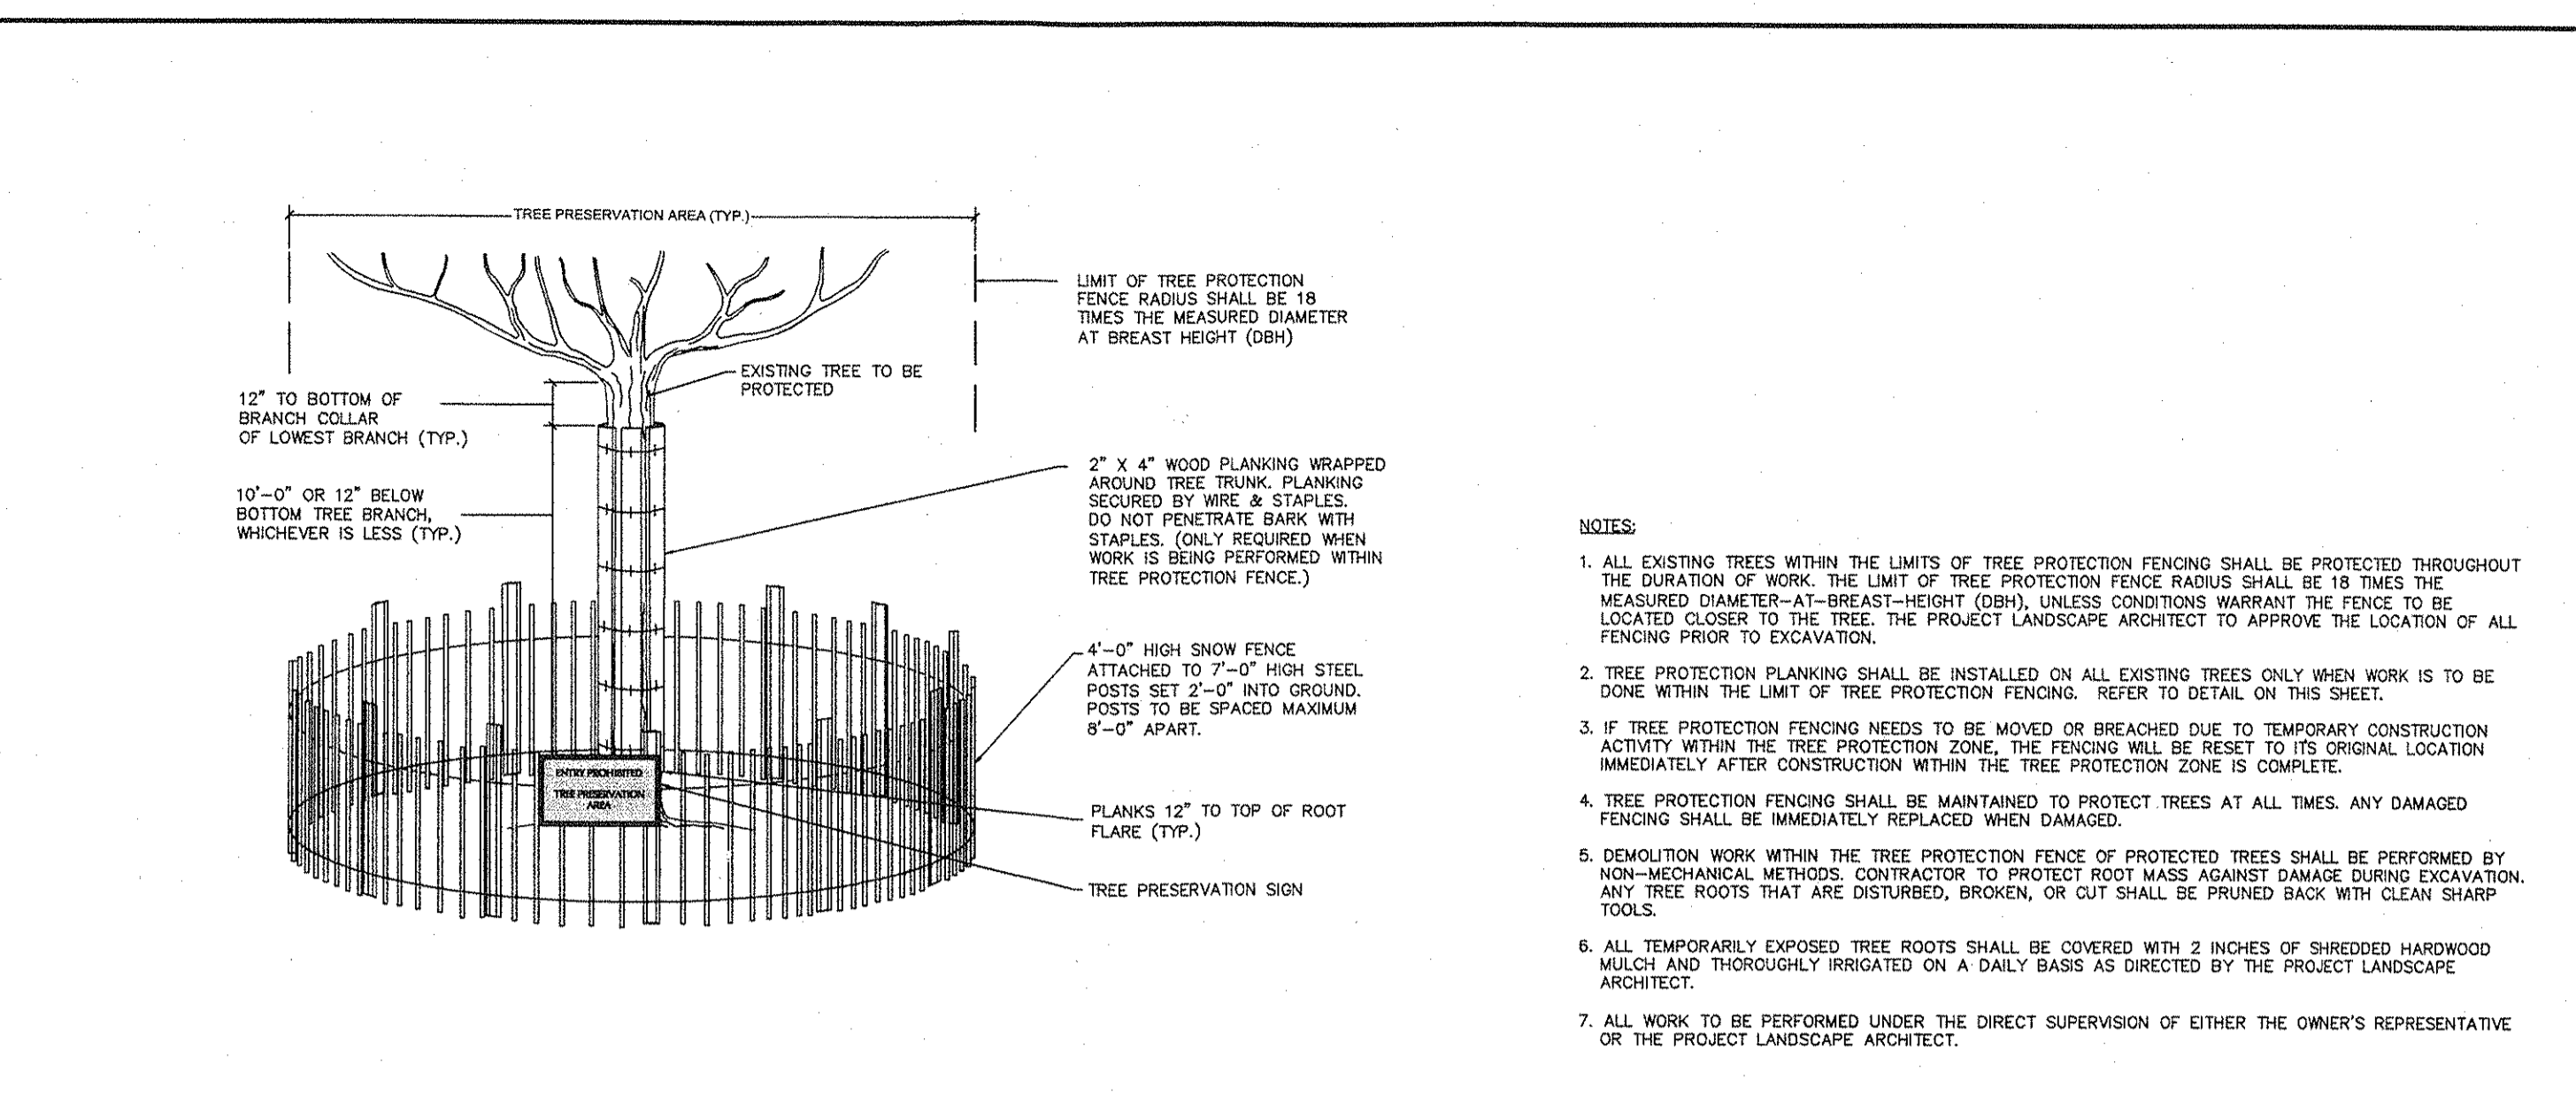 TREE PRESERVATION AREA (TYP.)
LIMIT OF TREE PROTECTION
FENCE RADIUS SHALL BE 18
TIMES THE MEASURED DIAMETER
AT BREAST HEIGHT (DBH)
EXISTING TREE TO BE
PROTECTED
12" TO BOTTOM OF
BRANCH COLLAR
OF LOWEST BRANCH (TYP.)
10'-0" OR 12" BELOW
BOTTOM TREE BRANCH,
WHICHEVER IS LESS (TYP.)
2" X 4" WOOD PLANKING WRAPPED
AROUND TREE TRUNK. PLANKING
SECURED BY WIRE & STAPLES.
DO NOT PENETRATE BARK WITH
STAPLES. (ONLY REQUIRED WHEN
WORK IS BEING PERFORMED WITHIN
TREE PROTECTION FENCE.)
4'-0" HIGH SNOW FENCE
ATTACHED TO 7'-0" HIGH STEEL
POSTS SET 2'-0" INTO GROUND.
POSTS TO BE SPACED MAXIMUM
8'-0" APART.
ENTRY PROHIBITED
TREE PRESERVATION
AREA
PLANKS 12" TO TOP OF ROOT
FLARE (TYP.)
TREE PRESERVATION SIGN
NOTES:
1. ALL EXISTING TREES WITHIN THE LIMITS OF TREE PROTECTION FENCING SHALL BE PROTECTED THROUGHOUT
THE DURATION OF WORK. THE LIMIT OF TREE PROTECTION FENCE RADIUS SHALL BE 18 TIMES THE
MEASURED DIAMETER-AT-BREAST-HEIGHT (DBH), UNLESS CONDITIONS WARRANT THE FENCE TO BE
LOCATED CLOSER TO THE TREE. THE PROJECT LANDSCAPE ARCHITECT TO APPROVE THE LOCATION OF ALL
FENCING PRIOR TO EXCAVATION.
2. TREE PROTECTION PLANKING SHALL BE INSTALLED ON ALL EXISTING TREES ONLY WHEN WORK IS TO BE
DONE WITHIN THE LIMIT OF TREE PROTECTION FENCING. REFER TO DETAIL ON THIS SHEET.
3. IF TREE PROTECTION FENCING NEEDS TO BE MOVED OR BREACHED DUE TO TEMPORARY CONSTRUCTION
ACTIVITY WITHIN THE TREE PROTECTION ZONE, THE FENCING WILL BE RESET TO IT'S ORIGINAL LOCATION
IMMEDIATELY AFTER CONSTRUCTION WITHIN THE TREE PROTECTION ZONE IS COMPLETE.
4. TREE PROTECTION FENCING SHALL BE MAINTAINED TO PROTECT TREES AT ALL TIMES. ANY DAMAGED
FENCING SHALL BE IMMEDIATELY REPLACED WHEN DAMAGED.
5. DEMOLITION WORK WITHIN THE TREE PROTECTION FENCE OF PROTECTED TREES SHALL BE PERFORMED BY
NON-MECHANICAL METHODS. CONTRACTOR TO PROTECT ROOT MASS AGAINST DAMAGE DURING EXCAVATION.
ANY TREE ROOTS THAT ARE DISTURBED, BROKEN, OR CUT SHALL BE PRUNED BACK WITH CLEAN SHARP
TOOLS.
6. ALL TEMPORARILY EXPOSED TREE ROOTS SHALL BE COVERED WITH 2 INCHES OF SHREDDED HARDWOOD
MULCH AND THOROUGHLY IRRIGATED ON A DAILY BASIS AS DIRECTED BY THE PROJECT LANDSCAPE
ARCHITECT.
7. ALL WORK TO BE PERFORMED UNDER THE DIRECT SUPERVISION OF EITHER THE OWNER'S REPRESENTATIVE
OR THE PROJECT LANDSCAPE ARCHITECT.